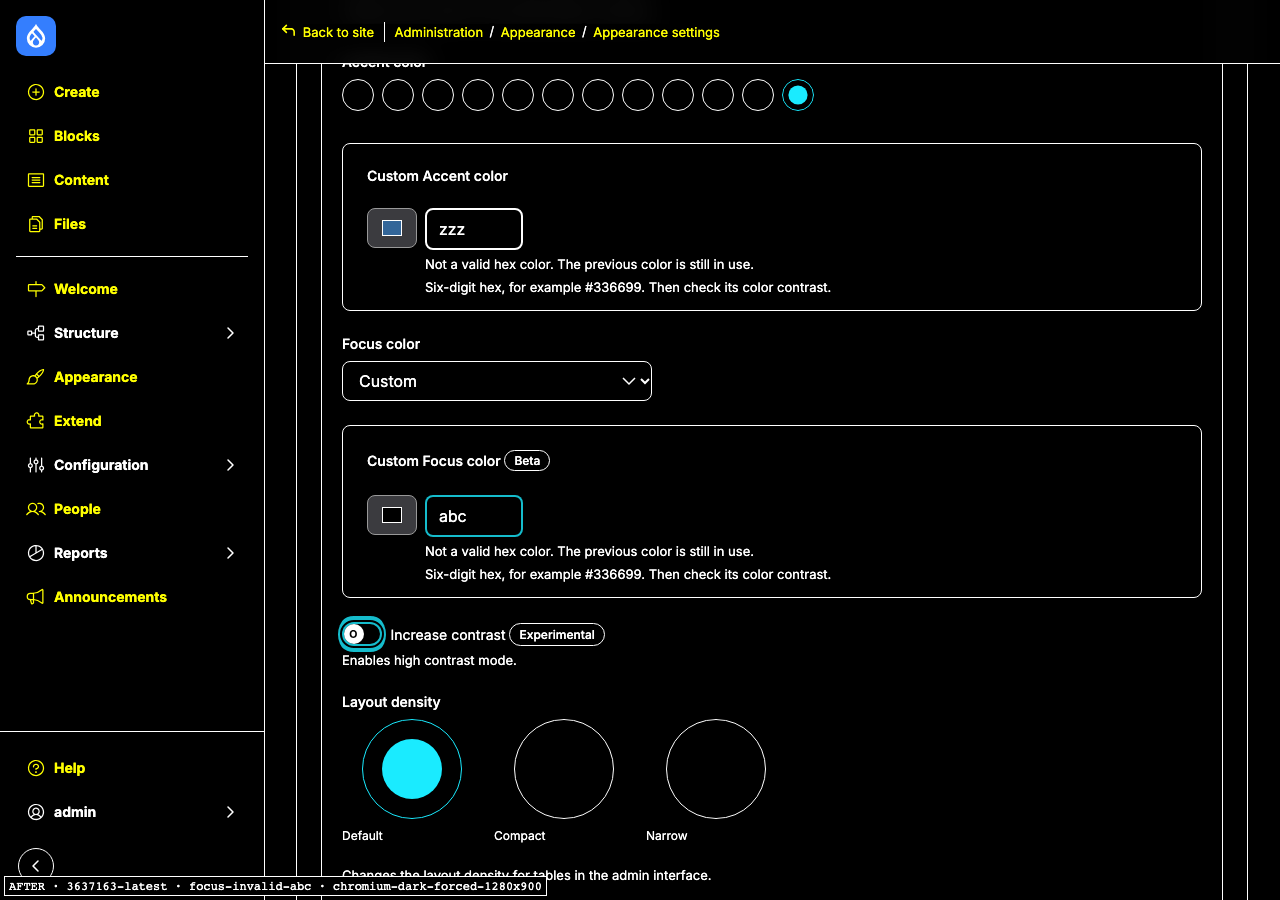 Back to site
Administration / Appearance / Appearance settings
Create
Blocks
Content
Files
Welcome
Structure
Appearance
Extend
Configuration
People
Reports
Announcements
Help
admin
Accent color
Custom Accent color
zzz
Not a valid hex color. The previous color is still in use.
Six-digit hex, for example #336699. Then check its color contrast.
Focus color
Custom
Custom Focus color Beta
abc
Not a valid hex color. The previous color is still in use.
Six-digit hex, for example #336699. Then check its color contrast.
Increase contrast Experimental
Enables high contrast mode.
Layout density
Default
Compact
Narrow
Changes the layout density for tables in the admin interface.
AFTER · 3637163-latest · focus-invalid-abc · chromium-dark-forced-1280x900